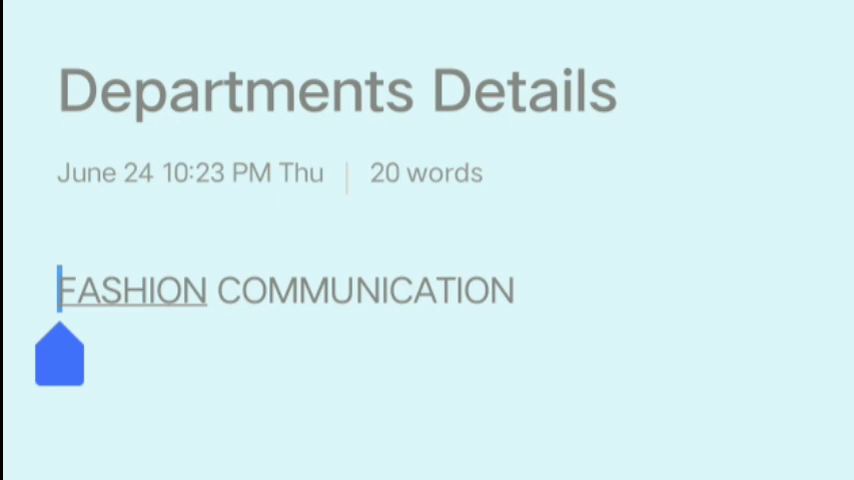 Departments Details
June 24 10:23 PM Thu | 20 words
FASHION COMMUNICATION